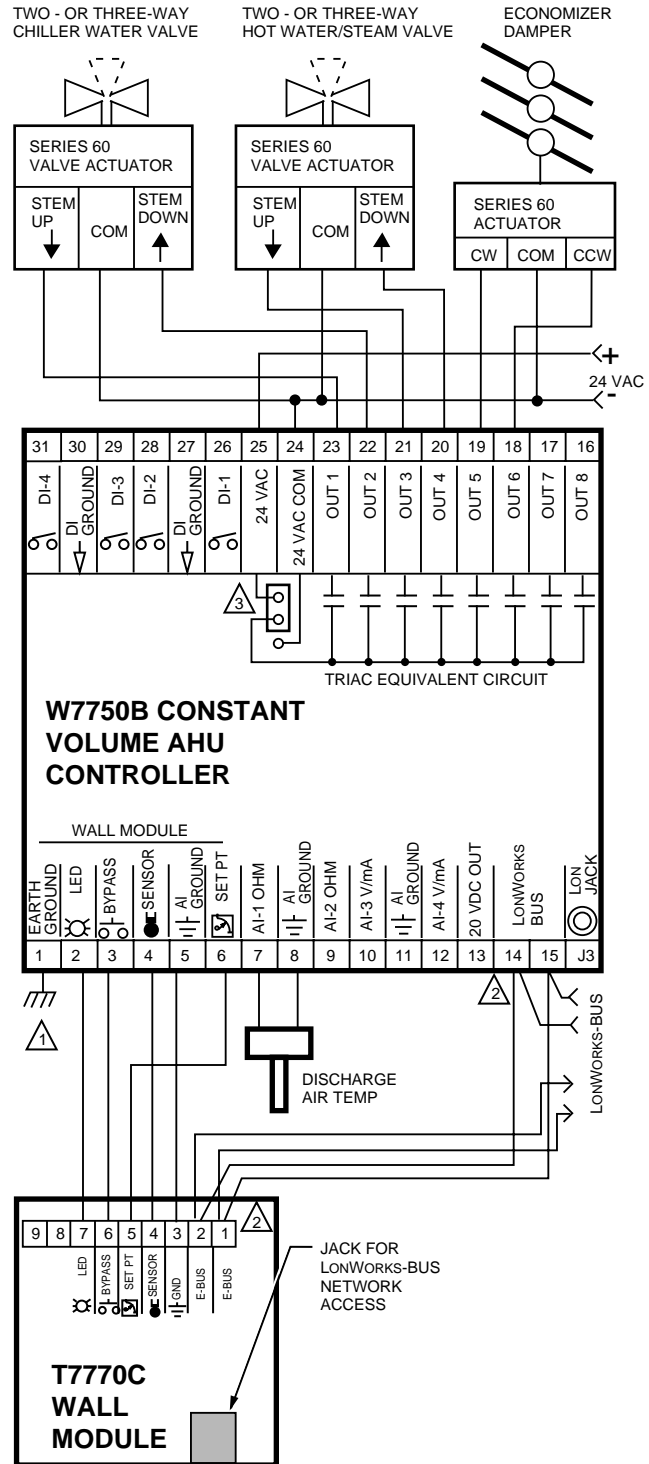 TWO - OR THREE-WAY
CHILLER WATER VALVE
TWO - OR THREE-WAY
HOT WATER/STEAM VALVE
ECONOMIZER
DAMPER
SERIES 60
VALVE ACTUATOR
STEM
UP
COM
STEM
DOWN
SERIES 60
VALVE ACTUATOR
STEM
UP
COM
STEM
DOWN
SERIES 60
ACTUATOR
CW COM CCW
+
24 VAC
-
31 30 29 28 27 26 25 24 23 22 21 20 19 18 17 16
DI-4
DI
GROUND
DI-3
DI-2
DI
GROUND
DI-1
24 VAC
24 VAC COM
OUT 1
OUT 2
OUT 3
OUT 4
OUT 5
OUT 6
OUT 7
OUT 8
3
TRIAC EQUIVALENT CIRCUIT
W7750B CONSTANT
VOLUME AHU
CONTROLLER
WALL MODULE
EARTH
GROUND
LED
BYPASS
SENSOR
AI
GROUND
SET PT
AI-1 OHM
AI
GROUND
AI-2 OHM
AI-3 V/mA
AI
GROUND
AI-4 V/mA
20 VDC OUT
LONWORKS
BUS
LON
JACK
1 2 3 4 5 6 7 8 9 10 11 12 13 14 15 J3
1
2
DISCHARGE
AIR TEMP
LONWORKS-BUS
9 8 7 6 5 4 3 2 1
2
LED
BYPASS
SET PT
SENSOR
GND
E-BUS
E-BUS
JACK FOR
LONWORKS-BUS
NETWORK
ACCESS
T7770C
WALL
MODULE